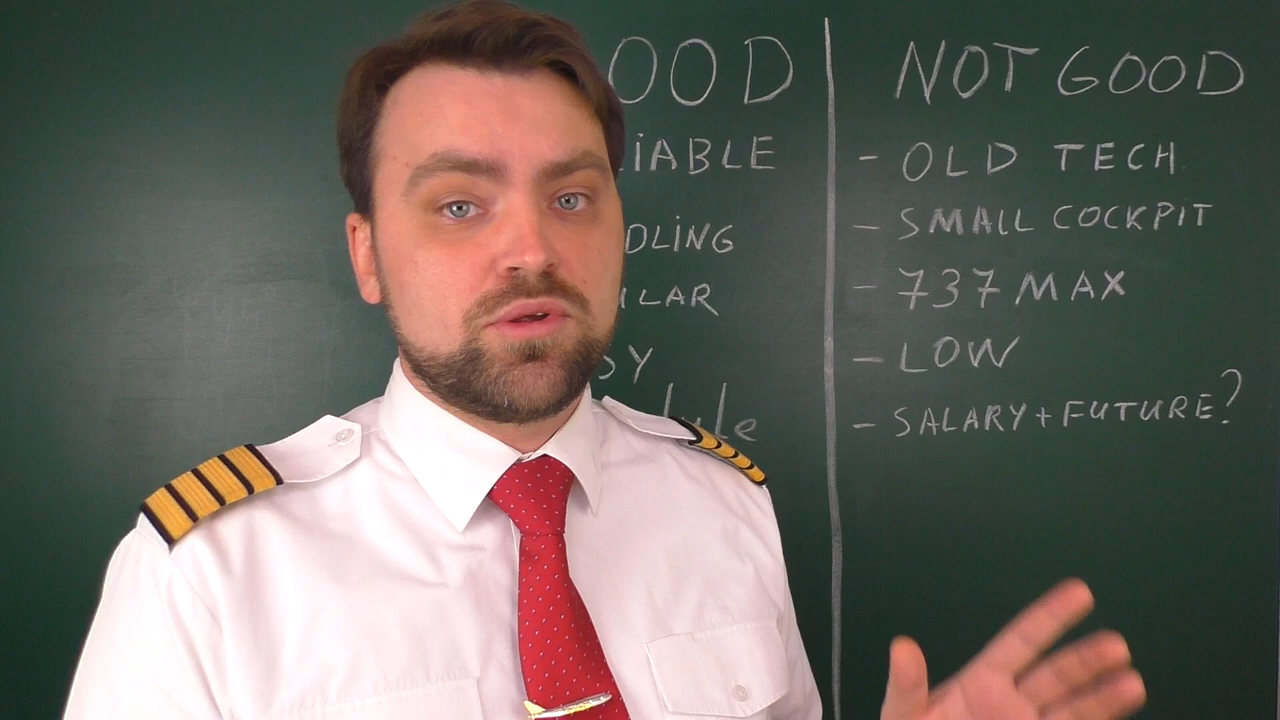 OOD
iABLE
DLiNG
LAR
SY
NOT GOOD
- OLD TECH
- SMALL COCKPIT
- 737 MAX
- LOW
- SALARY + FUTURE?